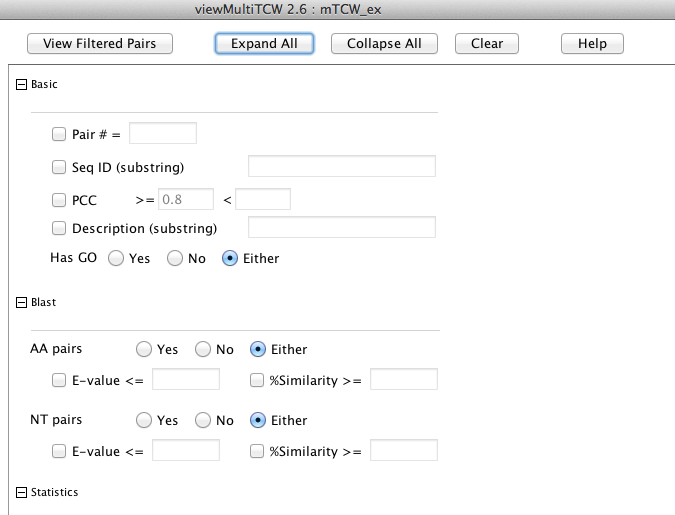 viewMultiTCW 2.6 : mTCW_ex
View Filtered Pairs Expand All Collapse All Clear Help
Basic
Pair # =
Seq ID (substring)
PCC >= 0.8 <
Description (substring)
Has GO Yes No Either
Blast
AA pairs Yes No Either
E-value <= %Similarity >=
NT pairs Yes No Either
E-value <= %Similarity >=
Statistics